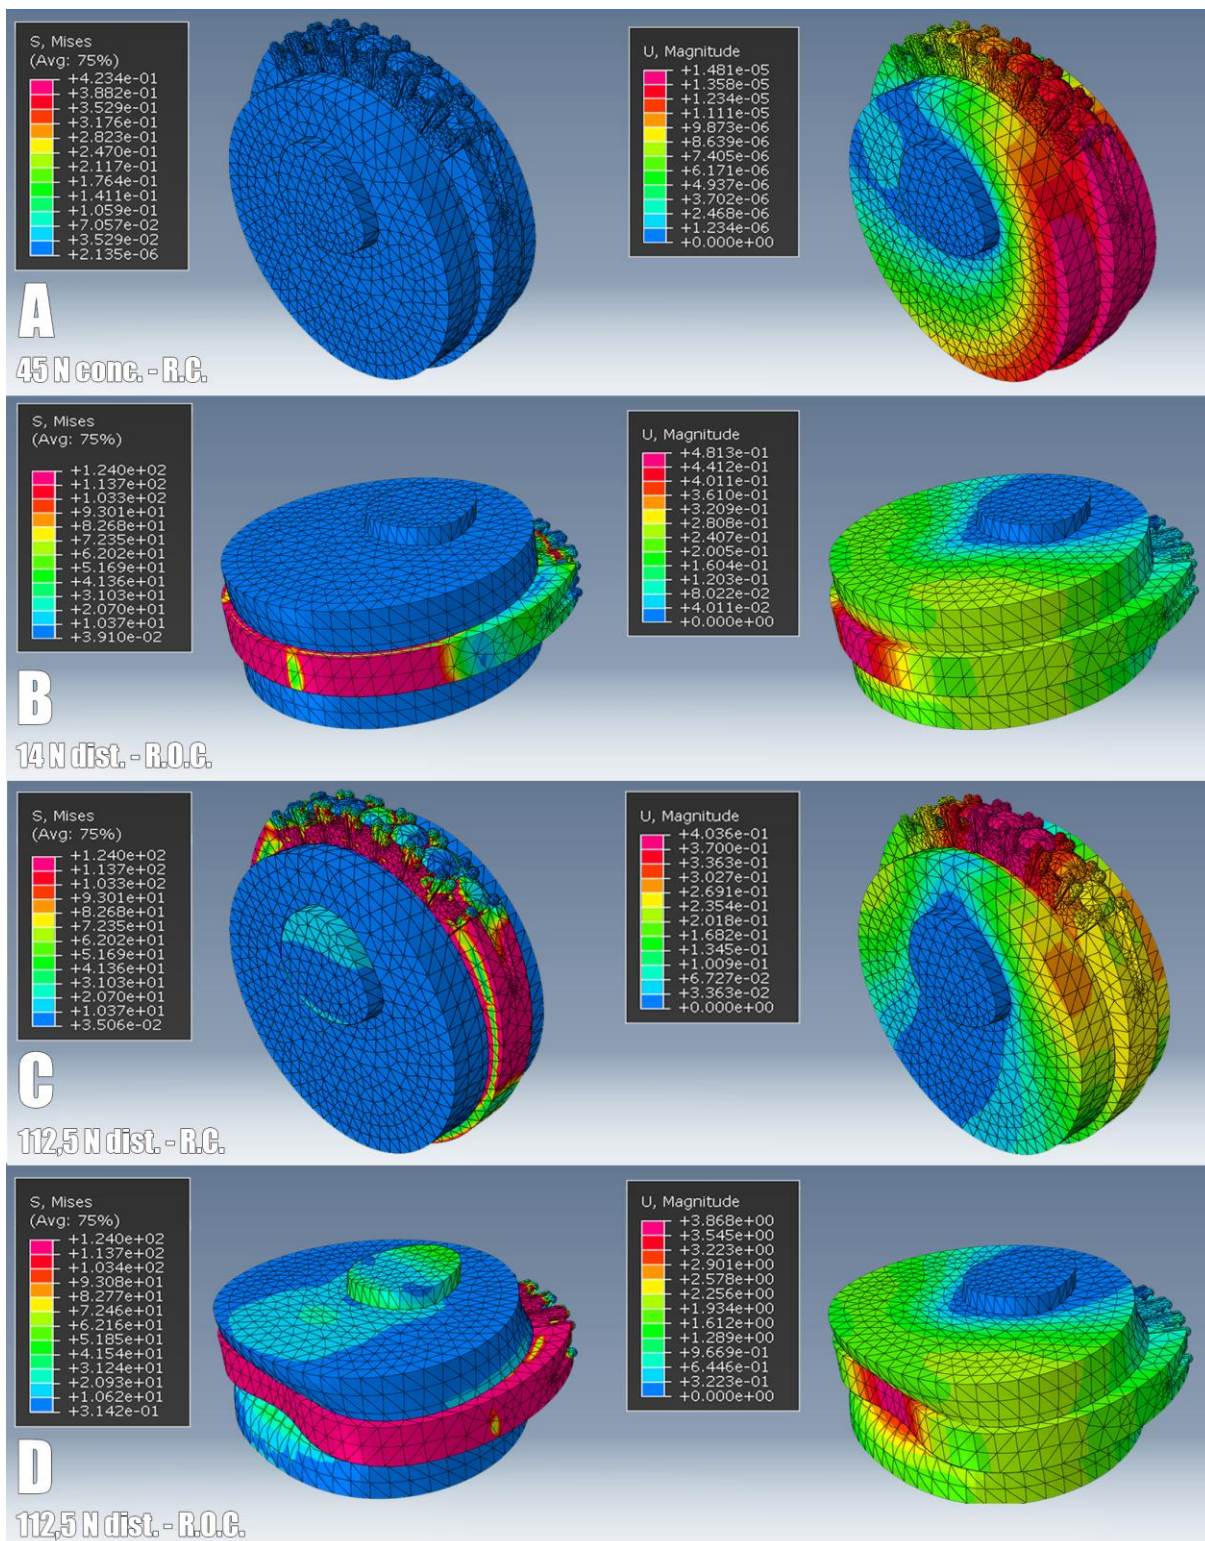 S, Mises
(Avg: 75%)
+4.234e-01
+3.882e-01
+3.529e-01
+3.176e-01
+2.823e-01
+2.470e-01
+2.117e-01
+1.764e-01
+1.411e-01
+1.059e-01
+7.057e-02
+3.529e-02
+2.135e-06
U, Magnitude
+1.481e-05
+1.358e-05
+1.234e-05
+1.111e-05
+9.873e-06
+8.639e-06
+7.405e-06
+6.171e-06
+4.937e-06
+3.702e-06
+2.468e-06
+1.234e-06
+0.000e+00
A
45 N conc. - R.C.
S, Mises
(Avg: 75%)
+1.240e+02
+1.137e+02
+1.033e+02
+9.301e+01
+8.268e+01
+7.235e+01
+6.202e+01
+5.169e+01
+4.136e+01
+3.103e+01
+2.070e+01
+1.037e+01
+3.910e-02
U, Magnitude
+4.813e-01
+4.412e-01
+4.011e-01
+3.610e-01
+3.209e-01
+2.808e-01
+2.407e-01
+2.005e-01
+1.604e-01
+1.203e-01
+8.022e-02
+4.011e-02
+0.000e+00
B
14 N dist. - R.O.C.
S, Mises
(Avg: 75%)
+1.240e+02
+1.137e+02
+1.033e+02
+9.301e+01
+8.268e+01
+7.235e+01
+6.202e+01
+5.169e+01
+4.136e+01
+3.103e+01
+2.070e+01
+1.037e+01
+3.506e-02
U, Magnitude
+4.036e-01
+3.700e-01
+3.363e-01
+3.027e-01
+2.691e-01
+2.354e-01
+2.018e-01
+1.682e-01
+1.345e-01
+1.009e-01
+6.727e-02
+3.363e-02
+0.000e+00
C
112,5 N dist. - R.C.
S, Mises
(Avg: 75%)
+1.240e+02
+1.137e+02
+1.034e+02
+9.308e+01
+8.277e+01
+7.246e+01
+6.216e+01
+5.185e+01
+4.154e+01
+3.124e+01
+2.093e+01
+1.062e+01
+3.142e-01
U, Magnitude
+3.868e+00
+3.545e+00
+3.223e+00
+2.901e+00
+2.578e+00
+2.256e+00
+1.934e+00
+1.612e+00
+1.289e+00
+9.669e-01
+6.446e-01
+3.223e-01
+0.000e+00
D
112,5 N dist. - R.O.C.